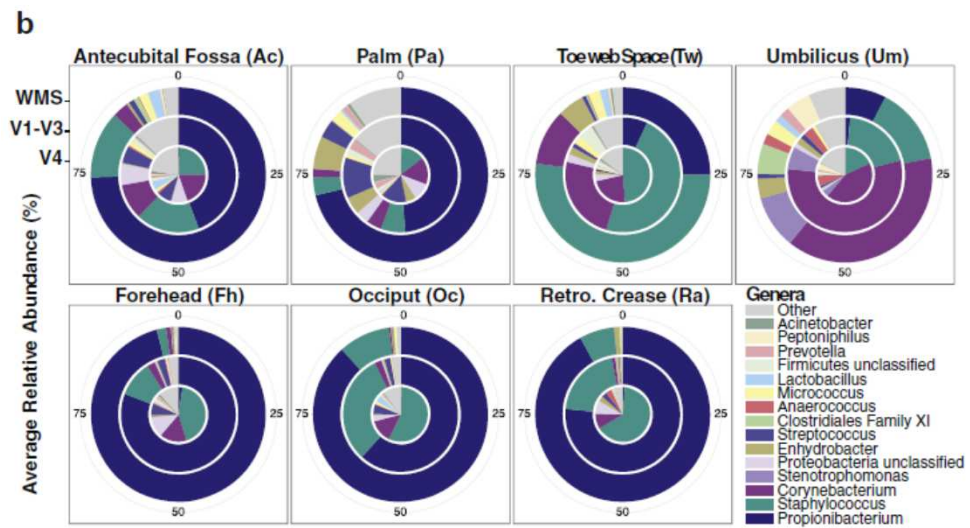 b
Antecubital Fossa (Ac)
Palm (Pa)
Toe web Space (Tw)
Umbilicus (Um)
0
0
0
0
WMS
V1-V3
V4
75
25
75
25
75
25
75
25
50
50
50
50
Average Relative Abundance (%)
Forehead (Fh)
Occiput (Oc)
Retro. Crease (Ra)
0
0
0
75
25
75
25
75
25
50
50
50
Genera
Other
Acinetobacter
Peptoniphilus
Prevotella
Firmicutes unclassified
Lactobacillus
Micrococcus
Anaerococcus
Clostridiales Family XI
Streptococcus
Enhydrobacter
Proteobacteria unclassified
Stenotrophomonas
Corynebacterium
Staphylococcus
Propionibacterium